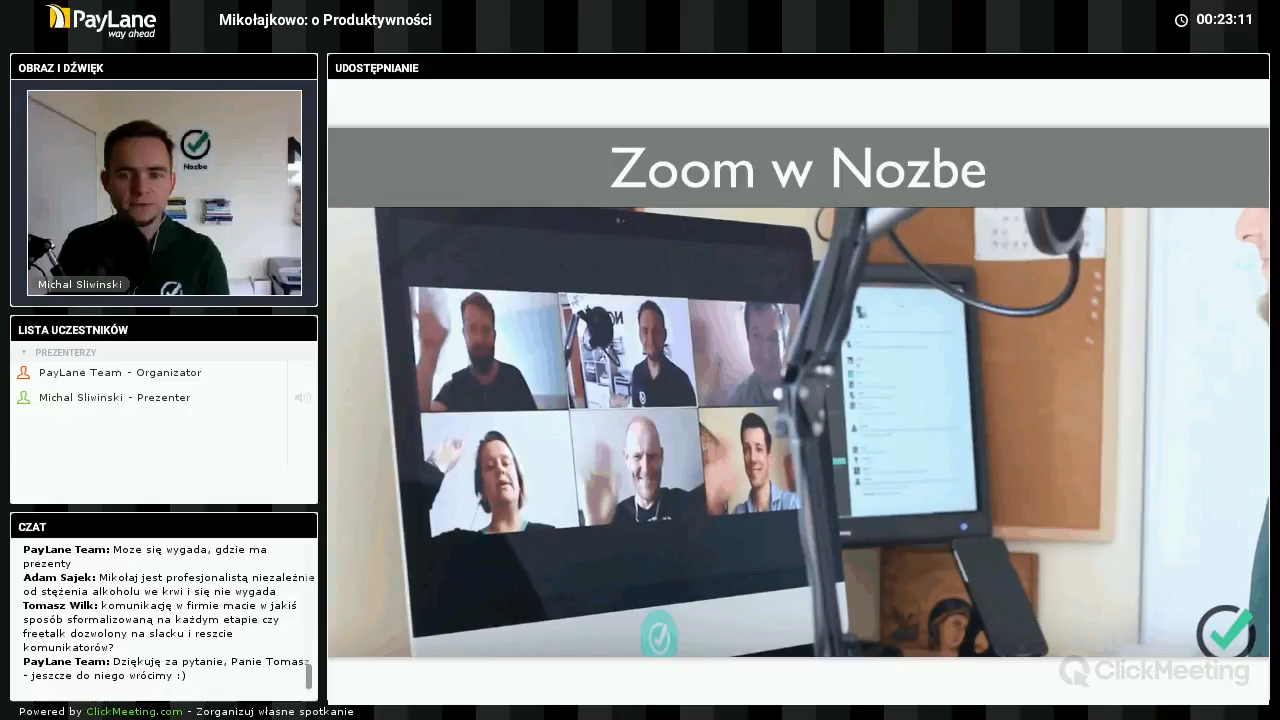 PayLane
way ahead
Mikołajkowo: o Produktywności
00:23:11
OBRAZ I DŹWIĘK
Nozbe
Michal Sliwinski
LISTA UCZESTNIKÓW
PREZENTERZY
PayLane Team - Organizator
Michal Sliwinski - Prezenter
CZAT
PayLane Team: Moze się wygada, gdzie ma
prezenty
Adam Sajek: Mikołaj jest profesjonalistą niezależnie
od stężenia alkoholu we krwi i się nie wygada
Tomasz Wilk: komunikację w firmie macie w jakiś
sposób sformalizowaną na każdym etapie czy
freetalk dozwolony na slacku i reszcie
komunikatorów?
PayLane Team: Dziękuję za pytanie, Panie Tomasz
- jeszcze do niego wrócimy :)
Powered by ClickMeeting.com - Zorganizuj własne spotkanie
UDOSTĘPNIANIE
Zoom w Nozbe
ClickMeeting